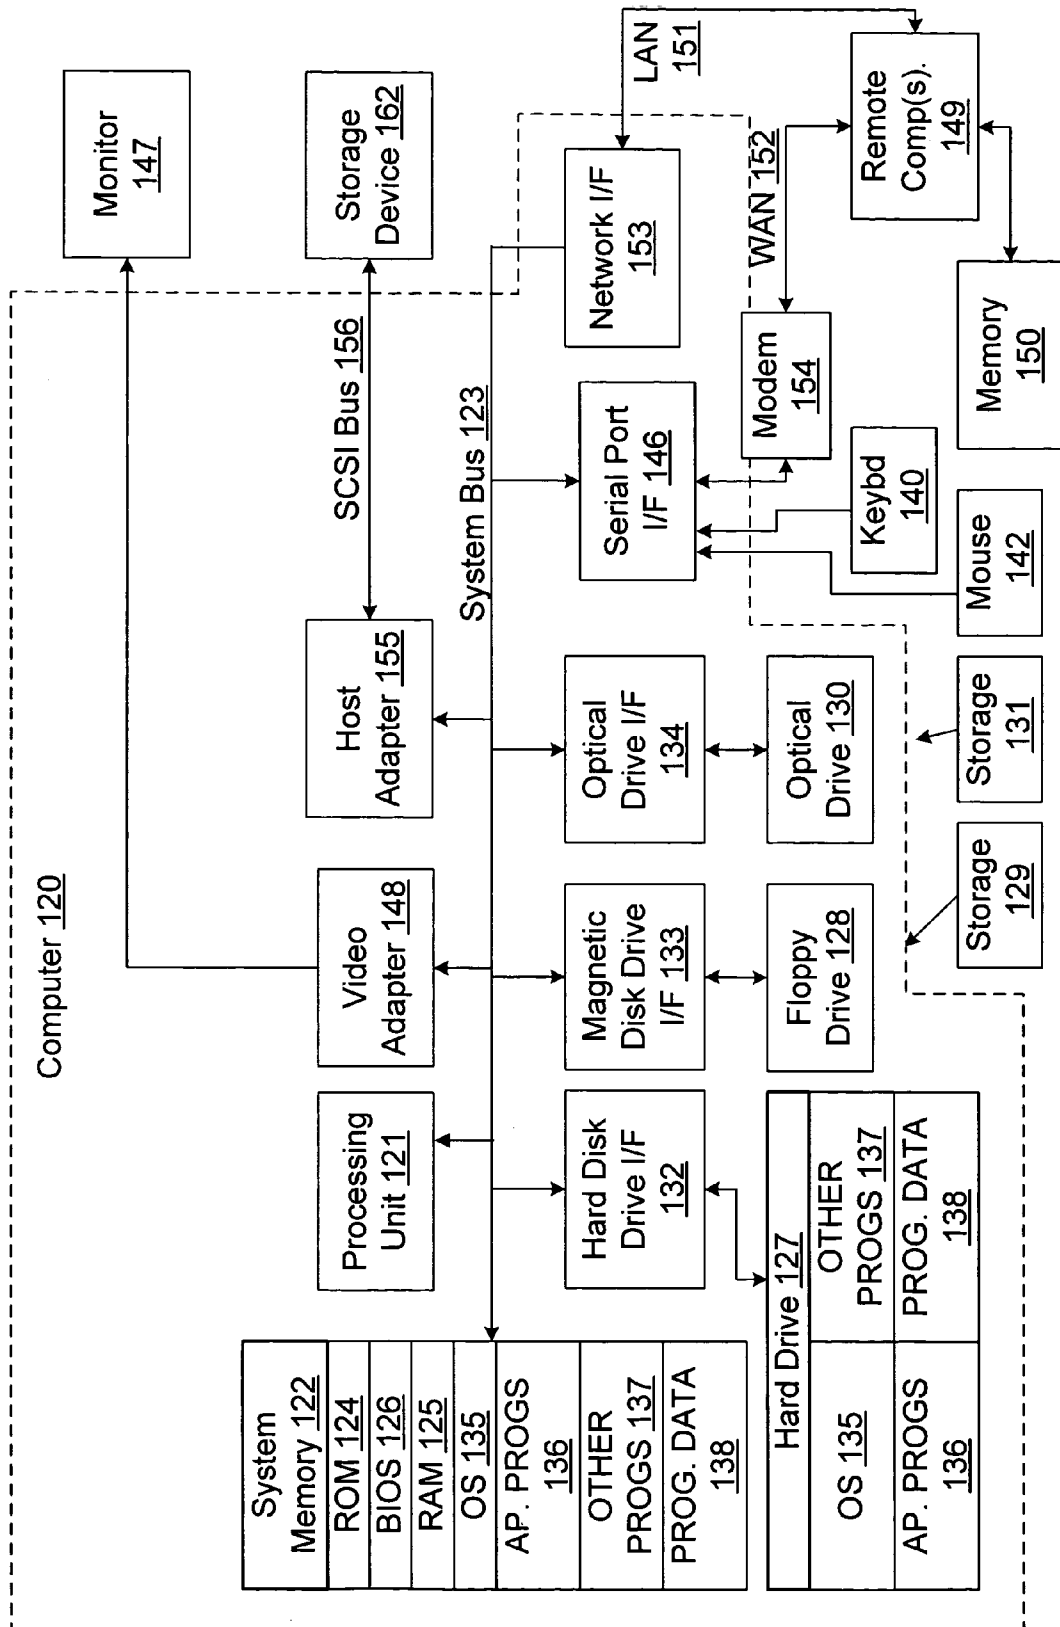 Computer 120
Monitor
147
Storage
Device 162
SCSI Bus 156
System
Memory 122
ROM 124
BIOS 126
RAM 125
OS 135
AP. PROGS
136
OTHER
PROGS 137
PROG. DATA
138
Processing
Unit 121
Video
Adapter 148
Host
Adapter 155
System Bus 123
Hard Disk
Drive I/F
132
Magnetic
Disk Drive
I/F 133
Optical
Drive I/F
134
Serial Port
I/F 146
Network I/F
153
LAN
151
Hard Drive 127
OS 135
OTHER
PROGS 137
AP. PROGS
136
PROG. DATA
138
Floppy
Drive 128
Optical
Drive 130
Modem
154
WAN 152
Keybd
140
Remote
Comp(s).
149
Storage
129
Storage
131
Mouse
142
Memory
150